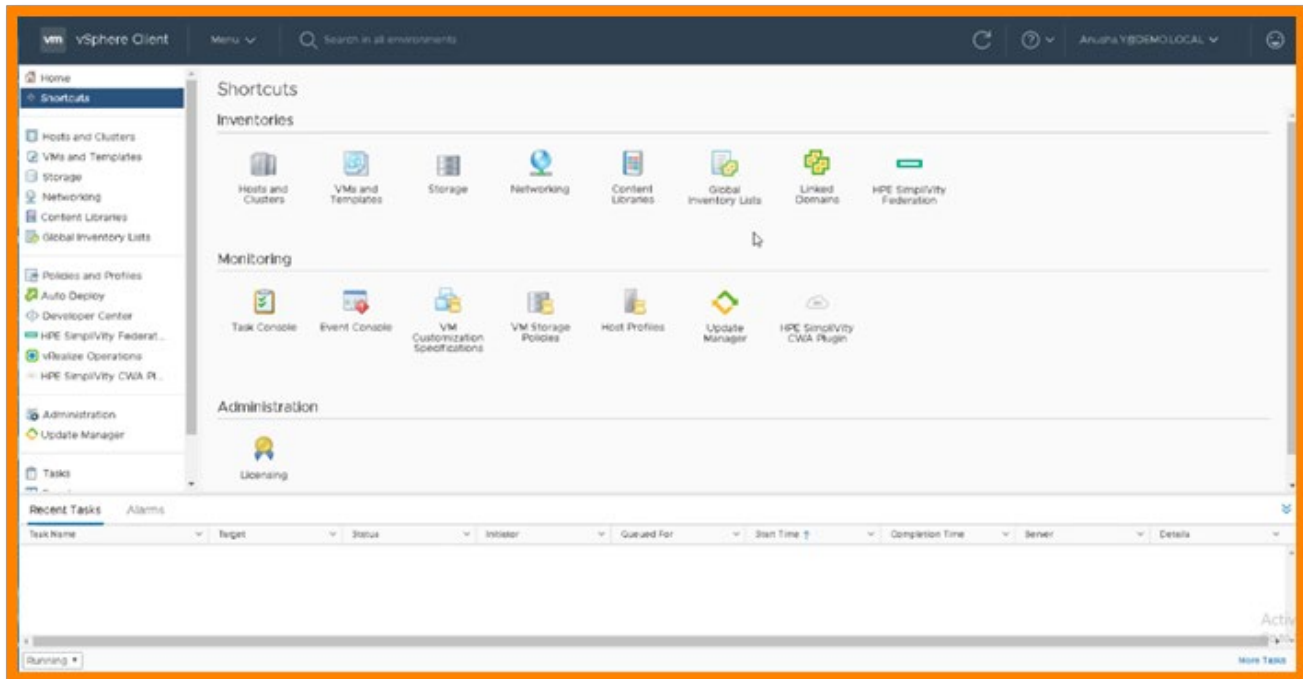 vm vSphere Client Menu Search in all environments Anusha.Y@DEMO.LOCAL
Home
Shortcuts
Hosts and Clusters
VMs and Templates
Storage
Networking
Content Libraries
Global Inventory Lists
Policies and Profiles
Auto Deploy
Developer Center
HPE SimpliVity Federat...
vRealize Operations
HPE SimpliVity CWA Pl...
Administration
Update Manager
Tasks
Shortcuts
Inventories
Hosts and Clusters
VMs and Templates
Storage
Networking
Content Libraries
Global Inventory Lists
Linked Domains
HPE SimpliVity Federation
Monitoring
Task Console
Event Console
VM Customization Specifications
VM Storage Policies
Host Profiles
Update Manager
HPE SimpliVity CWA Plugin
Administration
Licensing
Recent Tasks Alarms
Task Name Target Status Initiator Queued For Start Time Completion Time Server Details
Activ
Running More Tasks